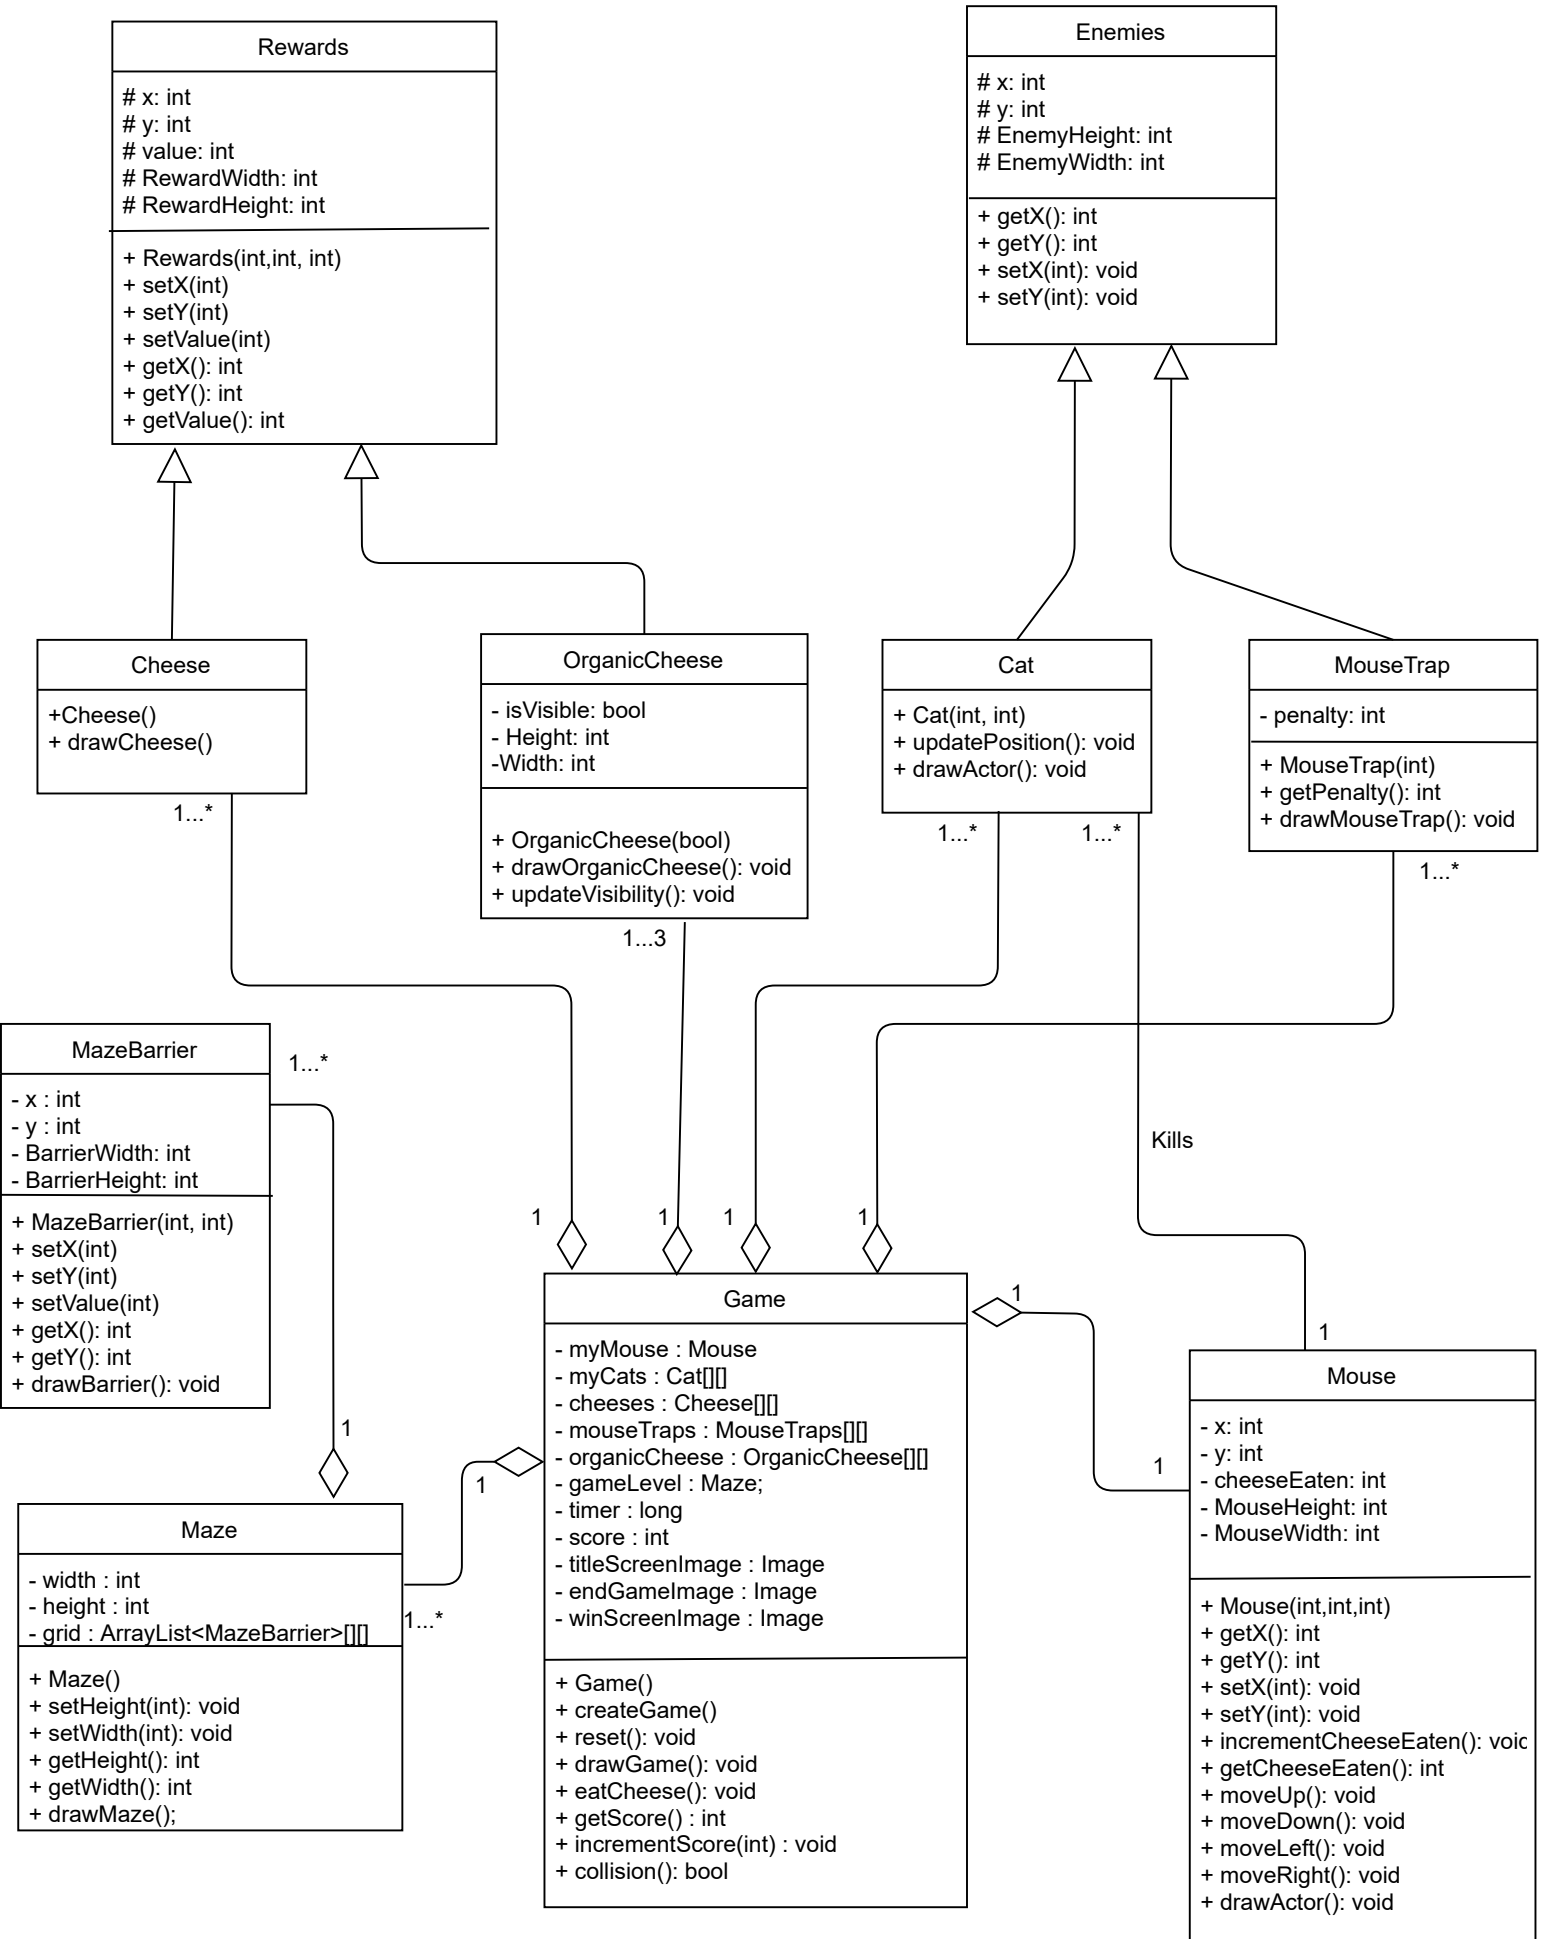 Rewards
# x: int
# y: int
# value: int
# RewardWidth: int
# RewardHeight: int
+ Rewards(int,int, int)
+ setX(int)
+ setY(int)
+ setValue(int)
+ getX(): int
+ getY(): int
+ getValue(): int
Enemies
# x: int
# y: int
# EnemyHeight: int
# EnemyWidth: int
+ getX(): int
+ getY(): int
+ setX(int): void
+ setY(int): void
Cheese
+Cheese()
+ drawCheese()
1...*
OrganicCheese
- isVisible: bool
- Height: int
-Width: int
+ OrganicCheese(bool)
+ drawOrganicCheese(): void
+ updateVisibility(): void
1...3
Cat
+ Cat(int, int)
+ updatePosition(): void
+ drawActor(): void
1...*
1...*
MouseTrap
- penalty: int
+ MouseTrap(int)
+ getPenalty(): int
+ drawMouseTrap(): void
1...*
MazeBarrier
- x : int
- y : int
- BarrierWidth: int
- BarrierHeight: int
+ MazeBarrier(int, int)
+ setX(int)
+ setY(int)
+ setValue(int)
+ getX(): int
+ getY(): int
+ drawBarrier(): void
1...*
Kills
1
1
1
1
1
1
1
Game
- myMouse : Mouse
- myCats : Cat[][]
- cheeses : Cheese[][]
- mouseTraps : MouseTraps[][]
- organicCheese : OrganicCheese[][]
- gameLevel : Maze;
- timer : long
- score : int
- titleScreenImage : Image
- endGameImage : Image
- winScreenImage : Image
+ Game()
+ createGame()
+ reset(): void
+ drawGame(): void
+ eatCheese(): void
+ getScore() : int
+ incrementScore(int) : void
+ collision(): bool
1
1
Maze
- width : int
- height : int
- grid : ArrayList<MazeBarrier>[][]
+ Maze()
+ setHeight(int): void
+ setWidth(int): void
+ getHeight(): int
+ getWidth(): int
+ drawMaze();
1...*
Mouse
- x: int
- y: int
- cheeseEaten: int
- MouseHeight: int
- MouseWidth: int
+ Mouse(int,int,int)
+ getX(): int
+ getY(): int
+ setX(int): void
+ setY(int): void
+ incrementCheeseEaten(): void
+ getCheeseEaten(): int
+ moveUp(): void
+ moveDown(): void
+ moveLeft(): void
+ moveRight(): void
+ drawActor(): void